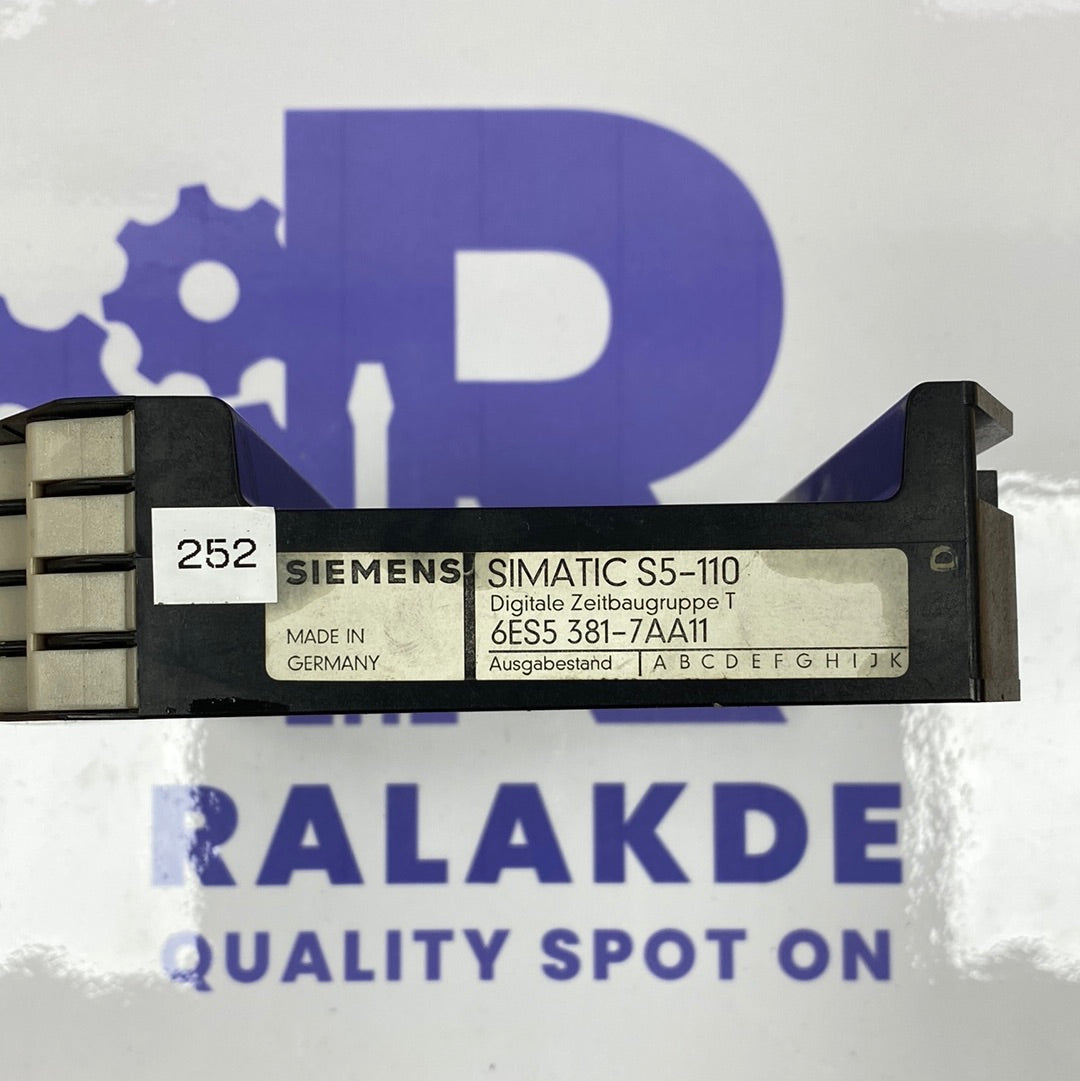 R
252
SIEMENS
MADE IN
GERMANY
SIMATIC S5-110
Digitale Zeitbaugruppe T
6ES5 381-7AA11
Ausgabestand | A B C D E F G H I J K
D
RALAKDE
QUALITY SPOT ON